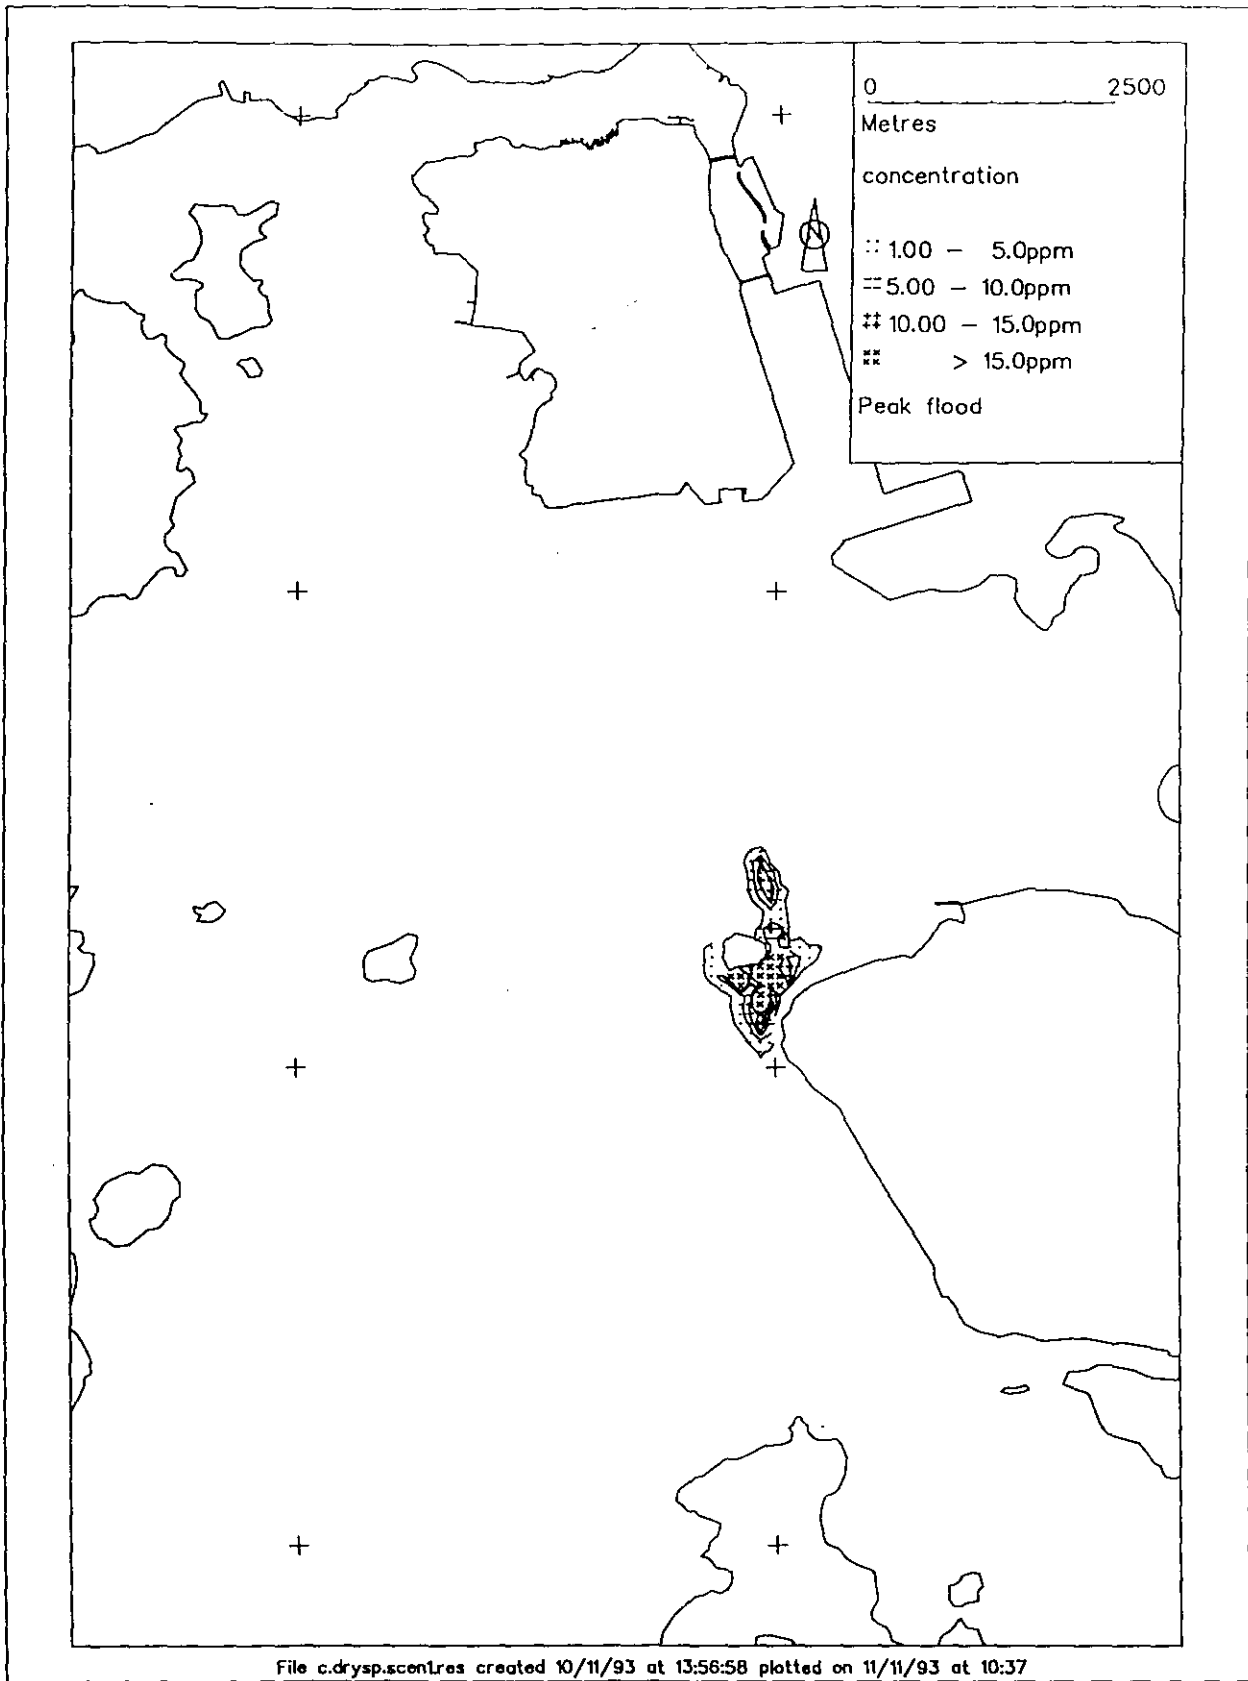 0 2500
Metres
concentration
1.00 – 5.0ppm
5.00 – 10.0ppm
10.00 – 15.0ppm
> 15.0ppm
Peak flood
File c.drysp.scen1.res created 10/11/93 at 13:56:58 plotted on 11/11/93 at 10:37